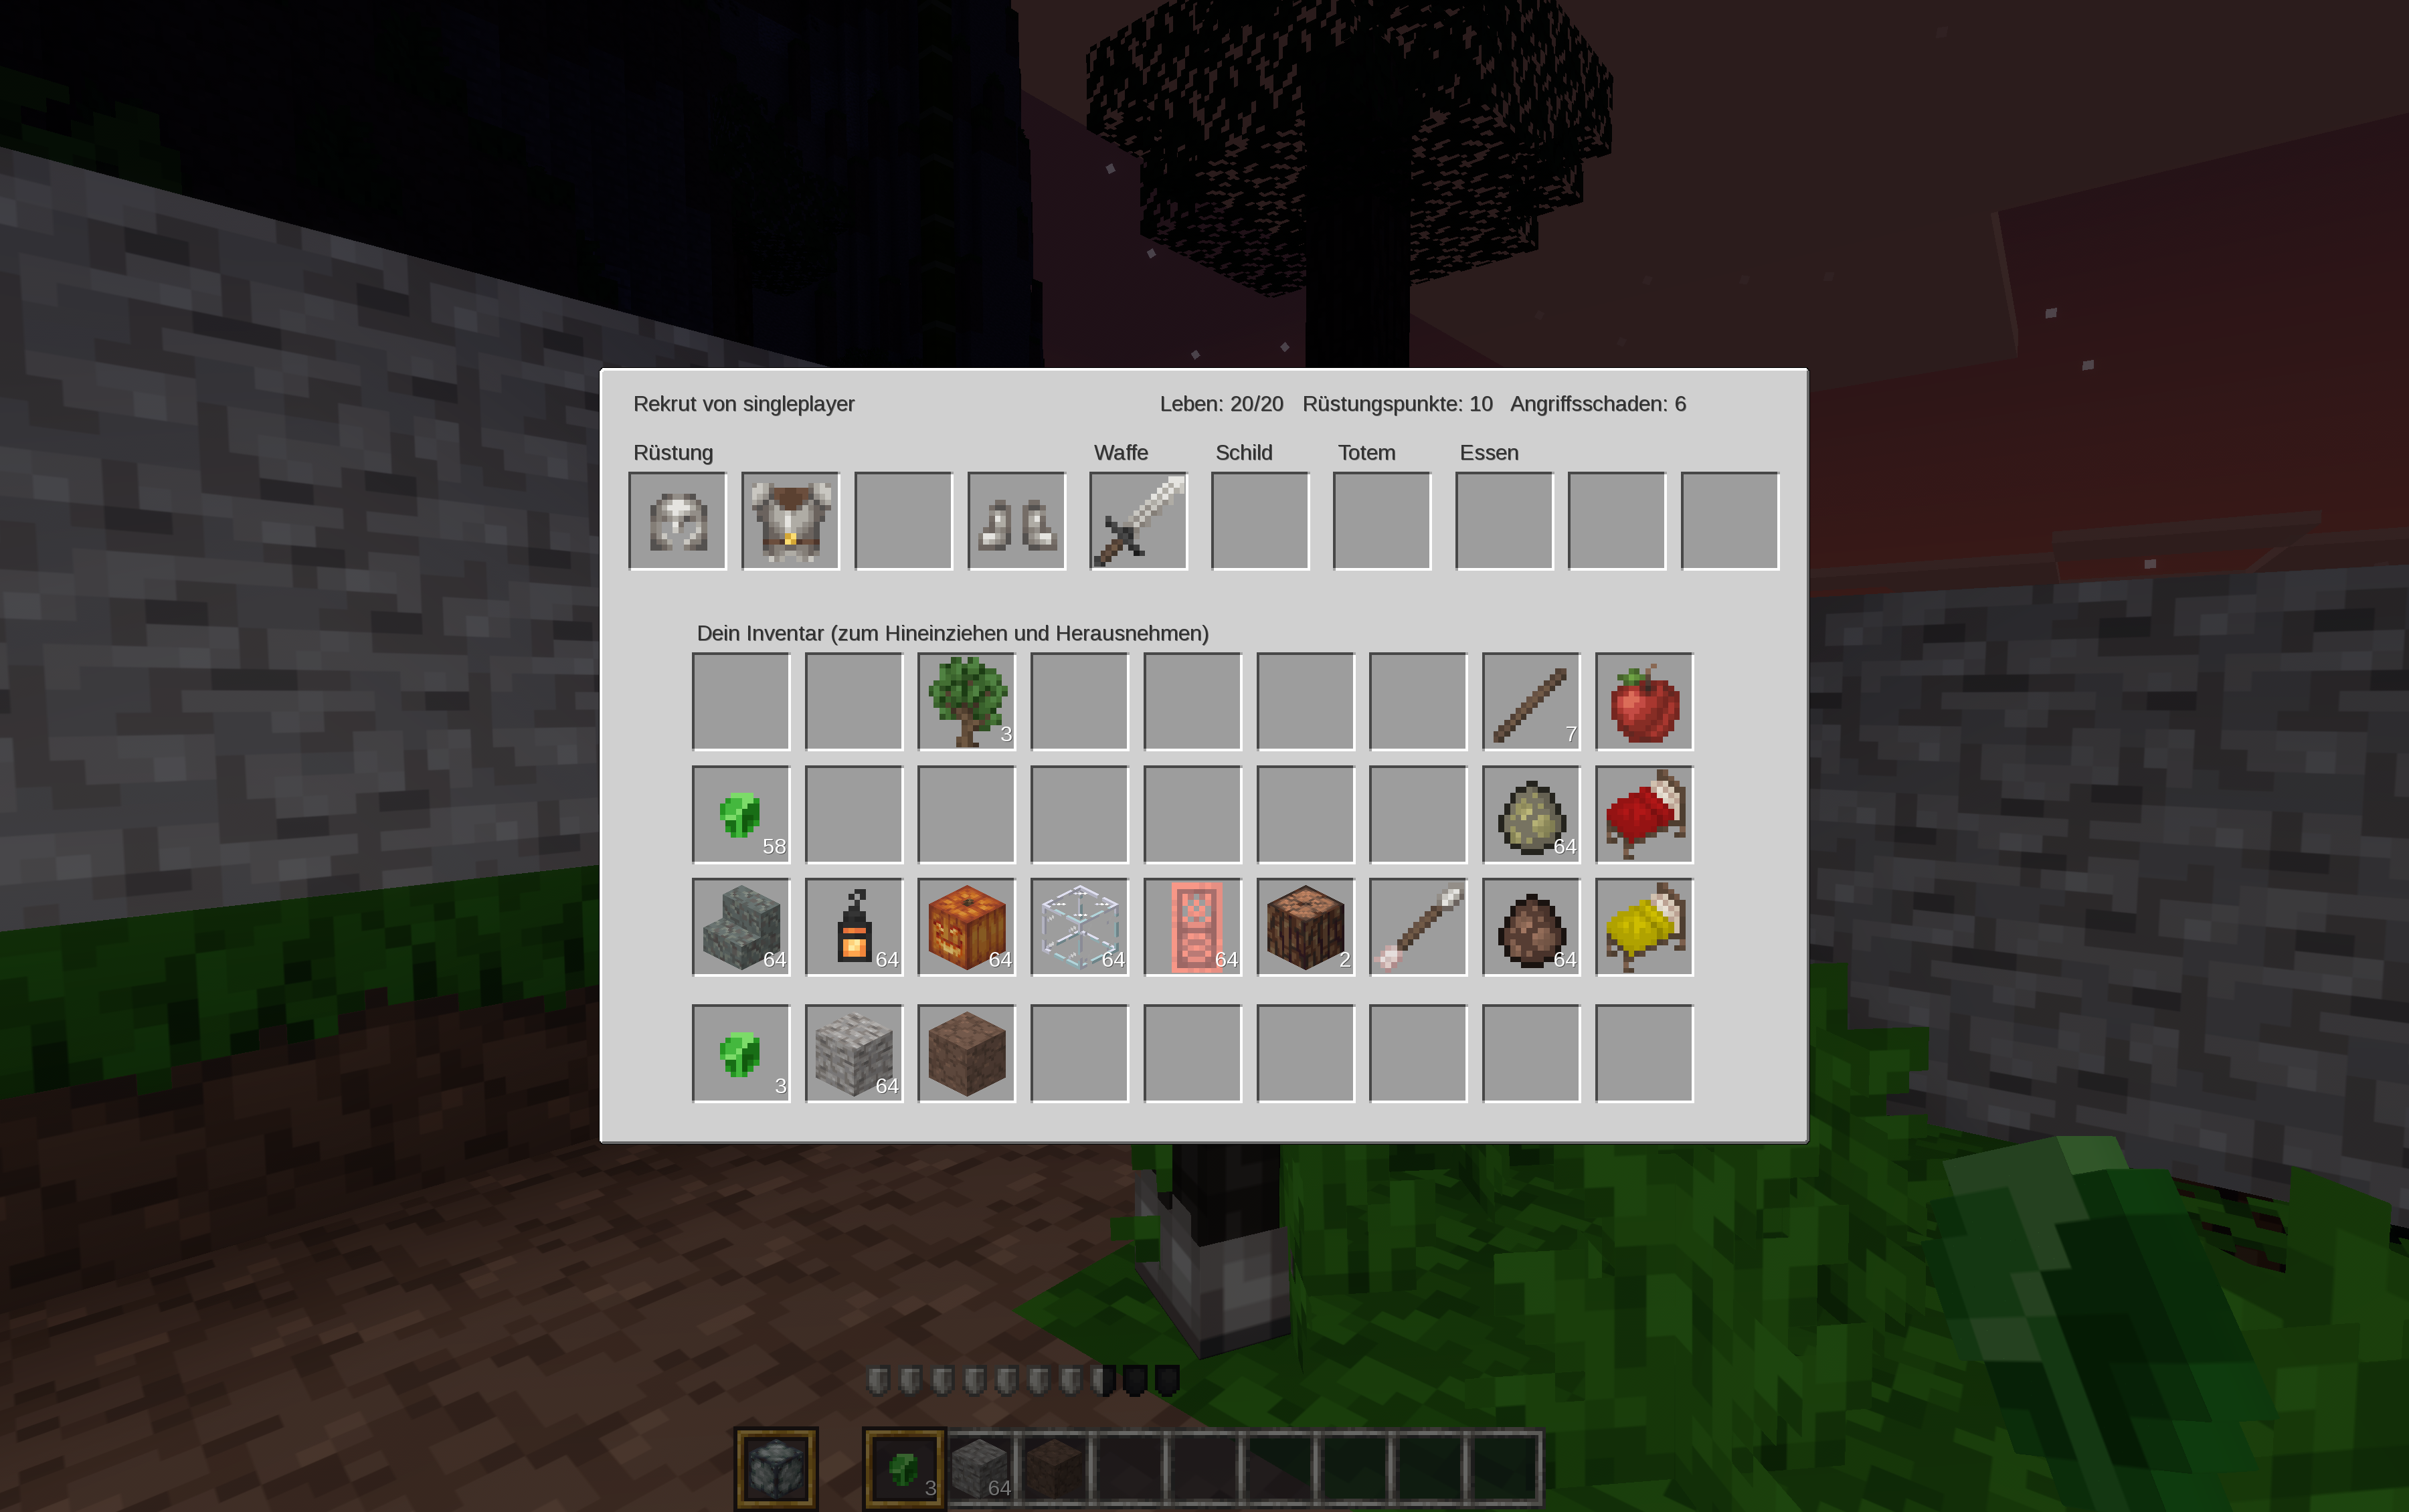 Rekrut von singleplayer
Leben: 20/20 Rüstungspunkte: 10 Angriffsschaden: 6
Rüstung Waffe Schild Totem Essen
Dein Inventar (zum Hineinziehen und Herausnehmen)
3 7
58 64
64 64 64 64 64 2 64
3 64
3 64